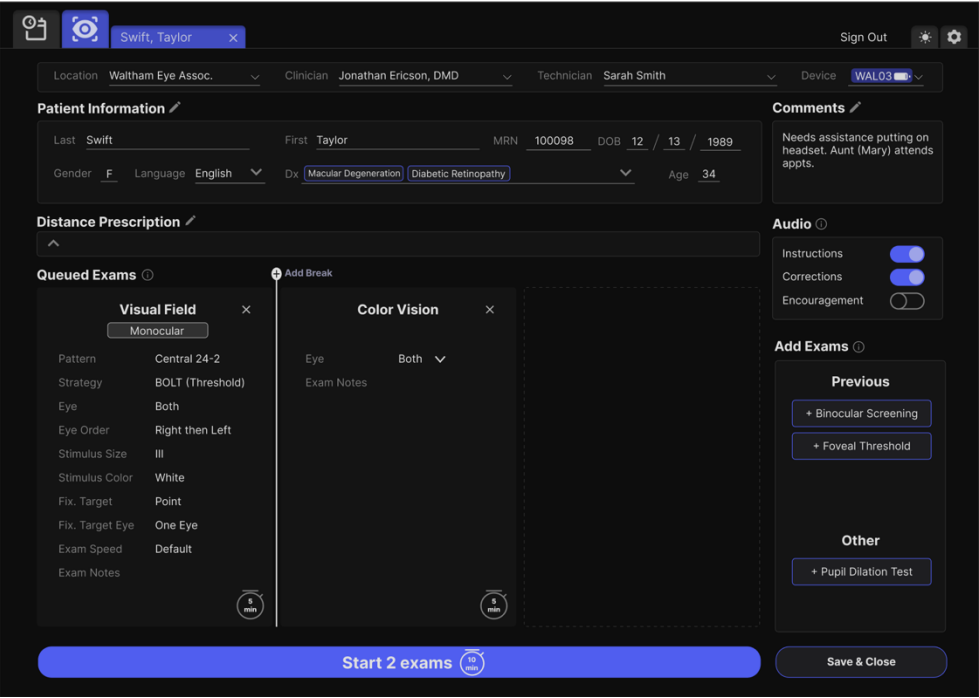 Swift, Taylor
Sign Out
Location Waltham Eye Assoc. Clinician Jonathan Ericson, DMD Technician Sarah Smith Device WAL03
Patient Information
Last Swift First Taylor MRN 100098 DOB 12 / 13 / 1989
Gender F Language English Dx Macular Degeneration Diabetic Retinopathy Age 34
Comments
Needs assistance putting on
headset. Aunt (Mary) attends
appts.
Distance Prescription
Audio
Instructions
Corrections
Encouragement
Queued Exams
Add Break
Visual Field
Monocular
Pattern Central 24-2
Strategy BOLT (Threshold)
Eye Both
Eye Order Right then Left
Stimulus Size III
Stimulus Color White
Fix. Target Point
Fix. Target Eye One Eye
Exam Speed Default
Exam Notes
5
min
Color Vision
Eye Both
Exam Notes
5
min
Add Exams
Previous
+ Binocular Screening
+ Foveal Threshold
Other
+ Pupil Dilation Test
Start 2 exams 10
min
Save & Close